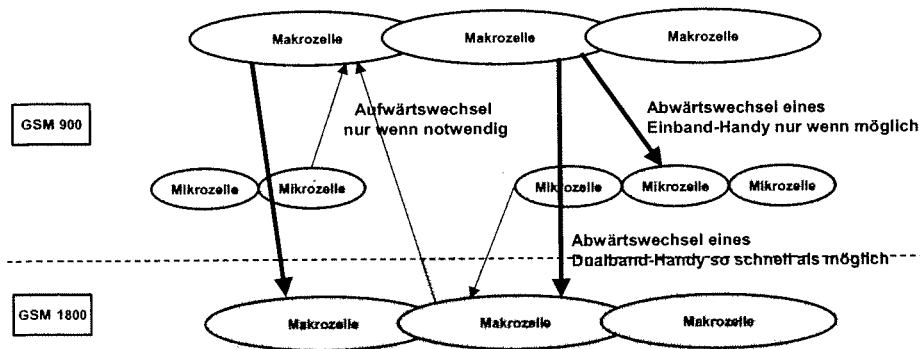 Makrozelle Makrozelle Makrozelle
Aufwärtswechsel
nur wenn notwendig
Abwärtswechsel eines
Einband-Handy nur wenn möglich
GSM 900
Mikrozelle Mikrozelle Mikrozelle Mikrozelle Mikrozelle
Abwärtswechsel eines
Dualband-Handy so schnell als möglich
GSM 1800
Makrozelle Makrozelle Makrozelle